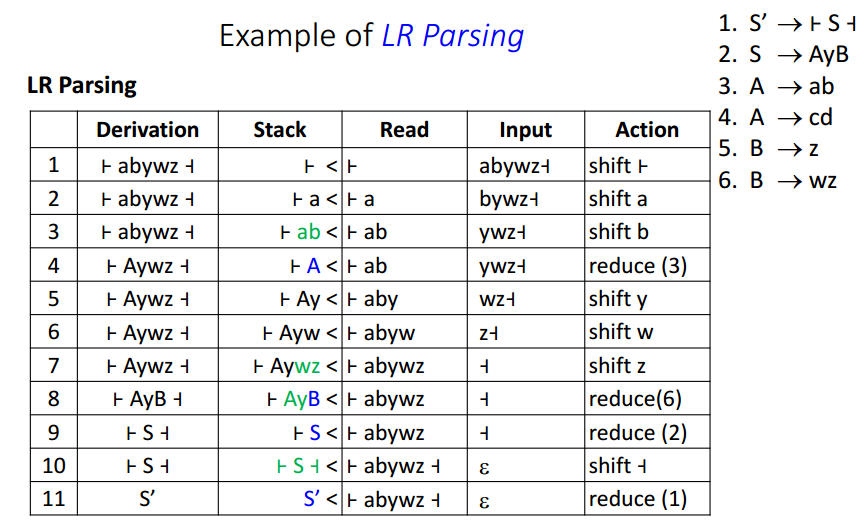 Example of LR Parsing
1. S’ → ⊢ S ⊣
2. S → AyB
3. A → ab
4. A → cd
5. B → z
6. B → wz
LR Parsing
Derivation Stack Read Input Action
1 ⊢ abywz ⊣ ⊢ < ⊢ abywz⊣ shift ⊢
2 ⊢ abywz ⊣ ⊢ a < ⊢ a bywz⊣ shift a
3 ⊢ abywz ⊣ ⊢ ab < ⊢ ab ywz⊣ shift b
4 ⊢ Aywz ⊣ ⊢ A < ⊢ ab ywz⊣ reduce (3)
5 ⊢ Aywz ⊣ ⊢ Ay < ⊢ aby wz⊣ shift y
6 ⊢ Aywz ⊣ ⊢ Ayw < ⊢ abyw z⊣ shift w
7 ⊢ Aywz ⊣ ⊢ Aywz < ⊢ abywz ⊣ shift z
8 ⊢ AyB ⊣ ⊢ AyB < ⊢ abywz ⊣ reduce(6)
9 ⊢ S ⊣ ⊢ S < ⊢ abywz ⊣ reduce (2)
10 ⊢ S ⊣ ⊢ S ⊣ < ⊢ abywz ⊣ ε shift ⊣
11 S’ S’ < ⊢ abywz ⊣ ε reduce (1)